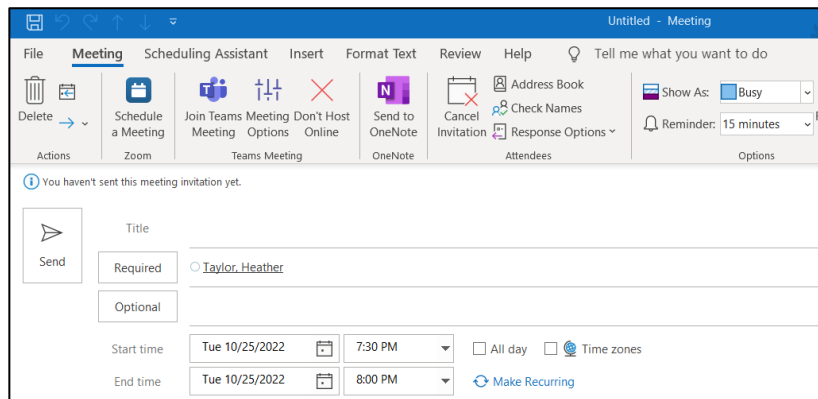 Untitled - Meeting
File Meeting Scheduling Assistant Insert Format Text Review Help Tell me what you want to do
Delete
Schedule a Meeting
Join Teams Meeting
Meeting Options
Don't Host Online
N
Send to OneNote
Cancel Invitation
Address Book
Check Names
Response Options
Show As: Busy
Reminder: 15 minutes
Actions Zoom Teams Meeting OneNote Attendees Options
You haven't sent this meeting invitation yet.
Send
Title
Required Taylor, Heather
Optional
Start time Tue 10/25/2022 7:30 PM All day Time zones
End time Tue 10/25/2022 8:00 PM Make Recurring